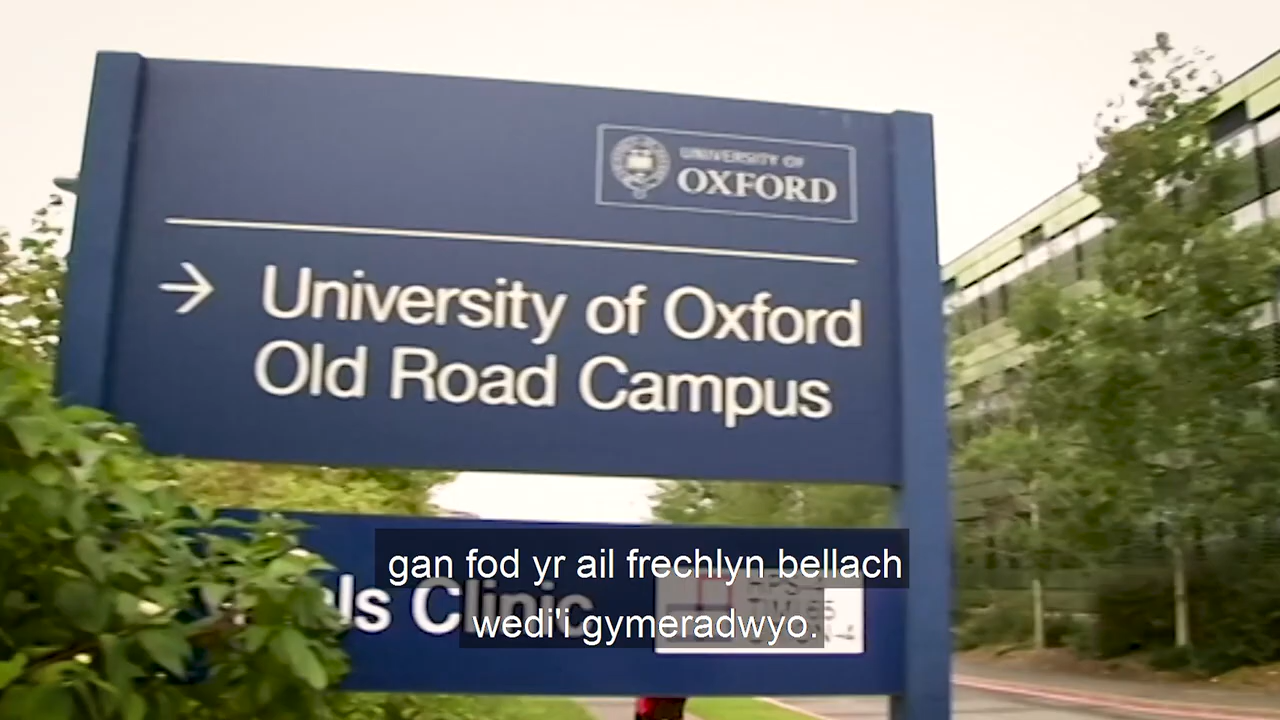 UNIVERSITY OF
OXFORD
→ University of Oxford
Old Road Campus
ls Clinic
gan fod yr ail frechlyn bellach
wedi'i gymeradwyo.